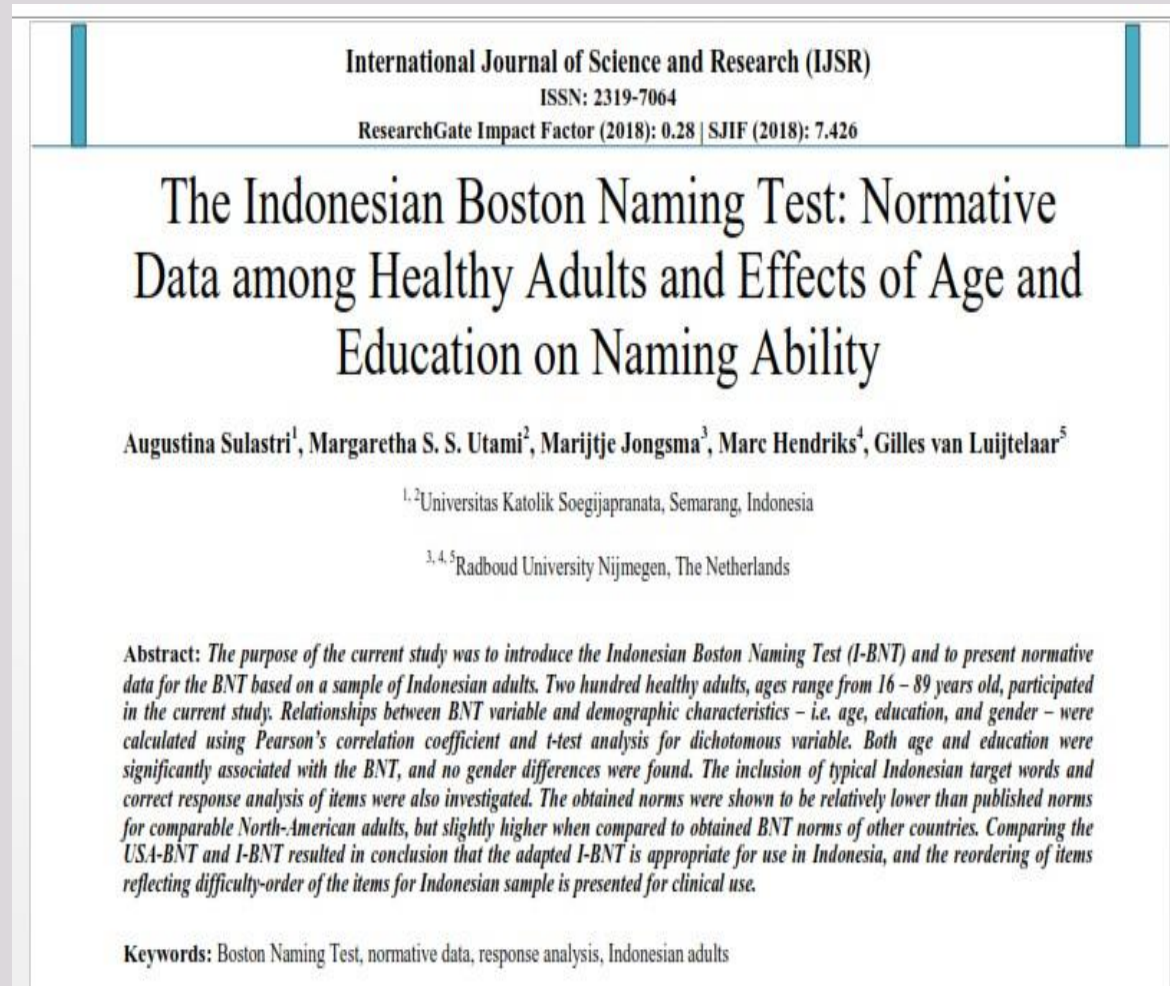 International Journal of Science and Research (IJSR)
ISSN: 2319-7064
ResearchGate Impact Factor (2018): 0.28 | SJIF (2018): 7.426
The Indonesian Boston Naming Test: Normative
Data among Healthy Adults and Effects of Age and
Education on Naming Ability
Augustina Sulastri¹, Margaretha S. S. Utami², Marijtje Jongsma³, Marc Hendriks⁴, Gilles van Luijtelaar⁵
¹, ²Universitas Katolik Soegijapranata, Semarang, Indonesia
³, ⁴, ⁵Radboud University Nijmegen, The Netherlands
Abstract: The purpose of the current study was to introduce the Indonesian Boston Naming Test (I-BNT) and to present normative
data for the BNT based on a sample of Indonesian adults. Two hundred healthy adults, ages range from 16 – 89 years old, participated
in the current study. Relationships between BNT variable and demographic characteristics – i.e. age, education, and gender – were
calculated using Pearson's correlation coefficient and t-test analysis for dichotomous variable. Both age and education were
significantly associated with the BNT, and no gender differences were found. The inclusion of typical Indonesian target words and
correct response analysis of items were also investigated. The obtained norms were shown to be relatively lower than published norms
for comparable North-American adults, but slightly higher when compared to obtained BNT norms of other countries. Comparing the
USA-BNT and I-BNT resulted in conclusion that the adapted I-BNT is appropriate for use in Indonesia, and the reordering of items
reflecting difficulty-order of the items for Indonesian sample is presented for clinical use.
Keywords: Boston Naming Test, normative data, response analysis, Indonesian adults